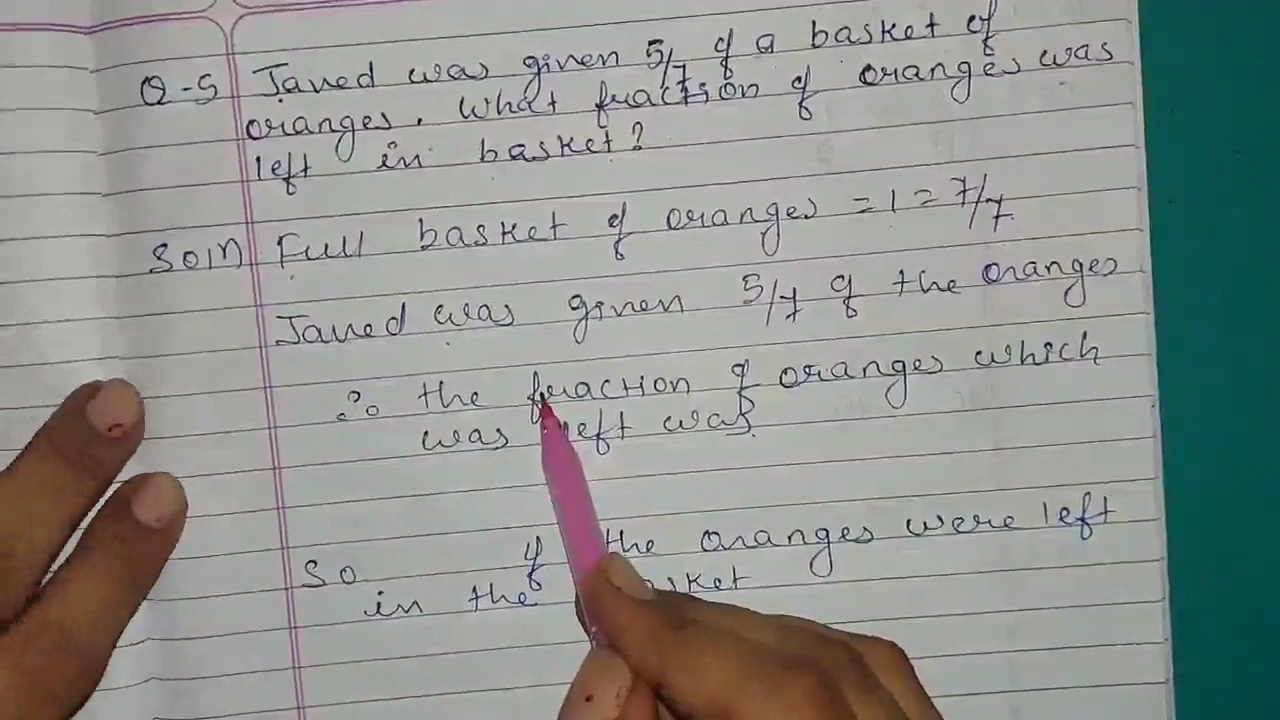 Q-5 Javed was given 5/7 of a basket of
oranges. What fraction of oranges was
left in basket?
Soln Full basket of oranges = 1 = 7/7
Javed was given 5/7 of the oranges
∴ the fraction of oranges which
was left was
So of the oranges were left
in the